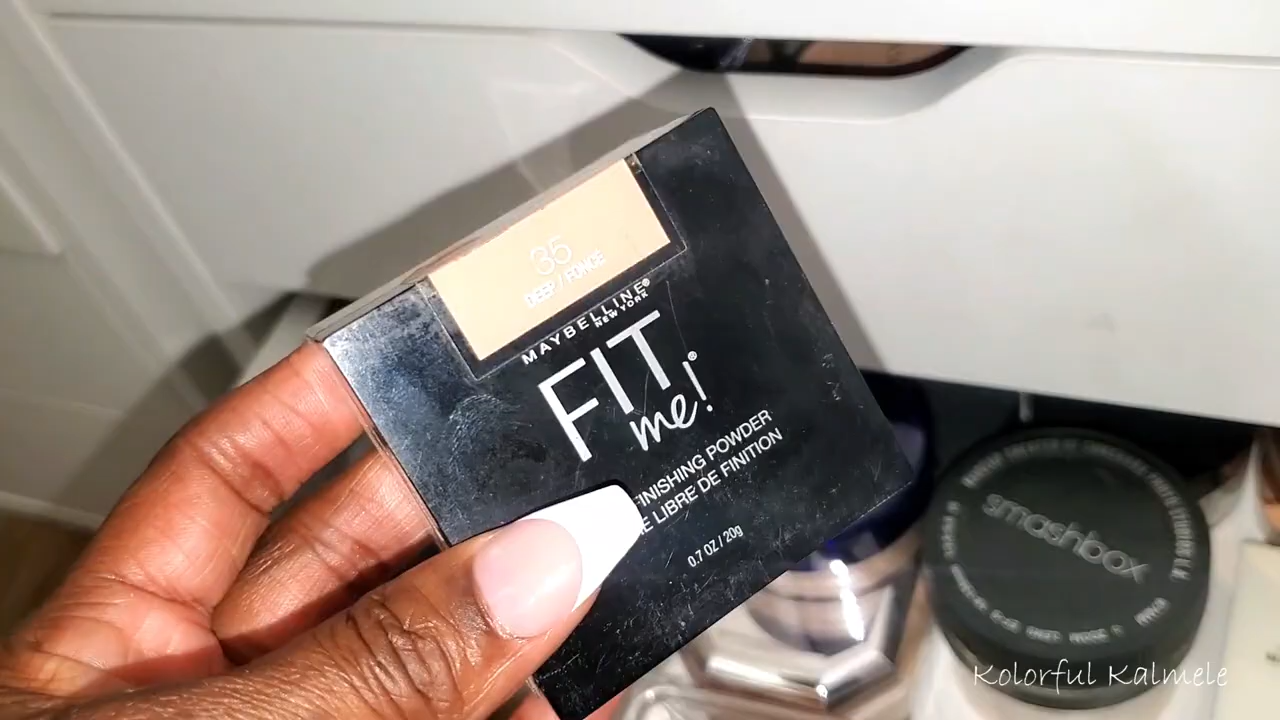 35
DEEP / FONCÉ
MAYBELLINE®
NEW YORK
FIT
me!®
FINISHING POWDER
LIBRE DE FINITION
0.7 OZ / 20g
smashbox
Kolorful Kalmele